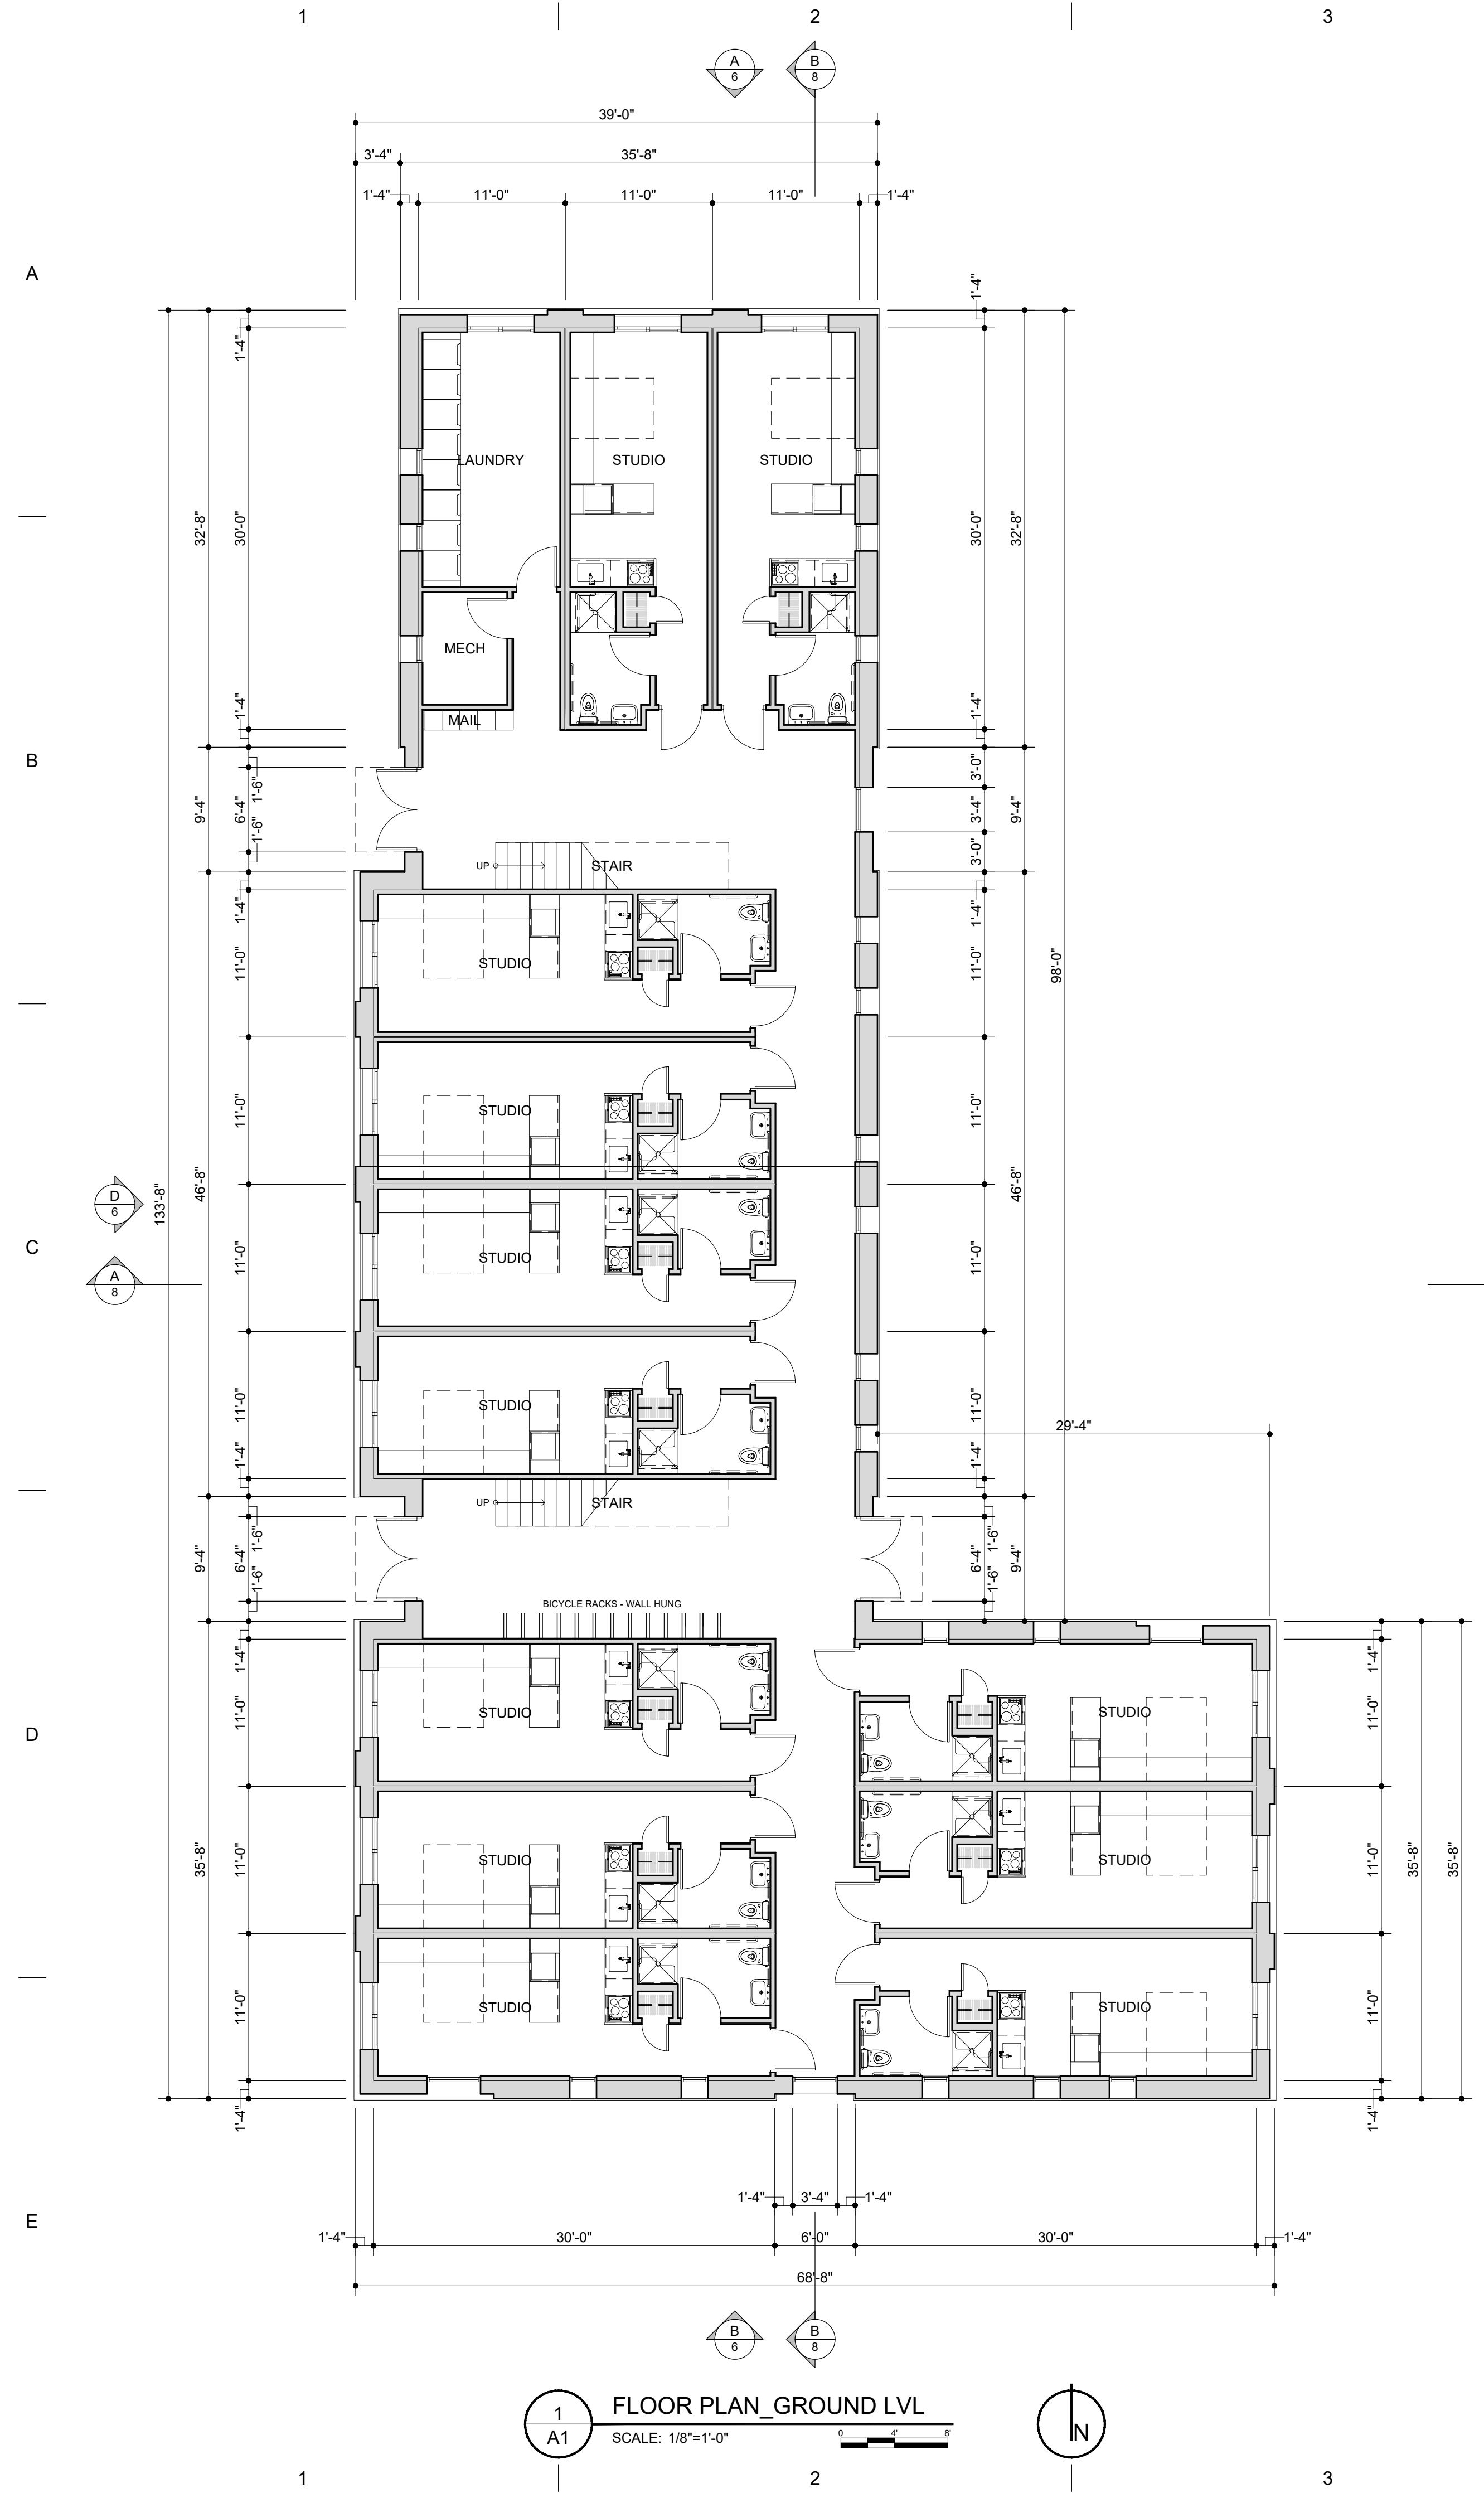 1 2 3
A
6
B
8
39'-0"
3'-4" 35'-8"
1'-4" 11'-0" 11'-0" 11'-0" 1'-4"
A
1'-4"
1'-4"
LAUNDRY STUDIO STUDIO
32'-8" 30'-0" 30'-0" 32'-8"
MECH
1'-4" 1'-4"
MAIL
B
1'-6" 3'-0"
9'-4" 6'-4" 3'-4" 9'-4"
1'-6" 3'-0"
UP STAIR
1'-4" 1'-4"
11'-0" STUDIO 11'-0" 98'-0"
11'-0" STUDIO 11'-0"
D
6
133'-8" 46'-8" 46'-8"
C
A
8
11'-0" STUDIO 11'-0"
11'-0" STUDIO 11'-0"
29'-4"
1'-4" 1'-4"
UP STAIR
1'-6" 1'-6"
9'-4" 6'-4" 6'-4" 9'-4"
1'-6" 1'-6"
BICYCLE RACKS - WALL HUNG
1'-4" 1'-4"
D
11'-0" STUDIO STUDIO 11'-0"
35'-8" 11'-0" STUDIO STUDIO 11'-0" 35'-8" 35'-8"
11'-0" STUDIO STUDIO 11'-0"
1'-4" 1'-4"
E
1'-4" 3'-4" 1'-4"
1'-4" 30'-0" 6'-0" 30'-0" 1'-4"
68'-8"
B
6
B
8
1
A1
FLOOR PLAN_GROUND LVL
SCALE: 1/8"=1'-0"
0 4' 8'
N
1 2 3